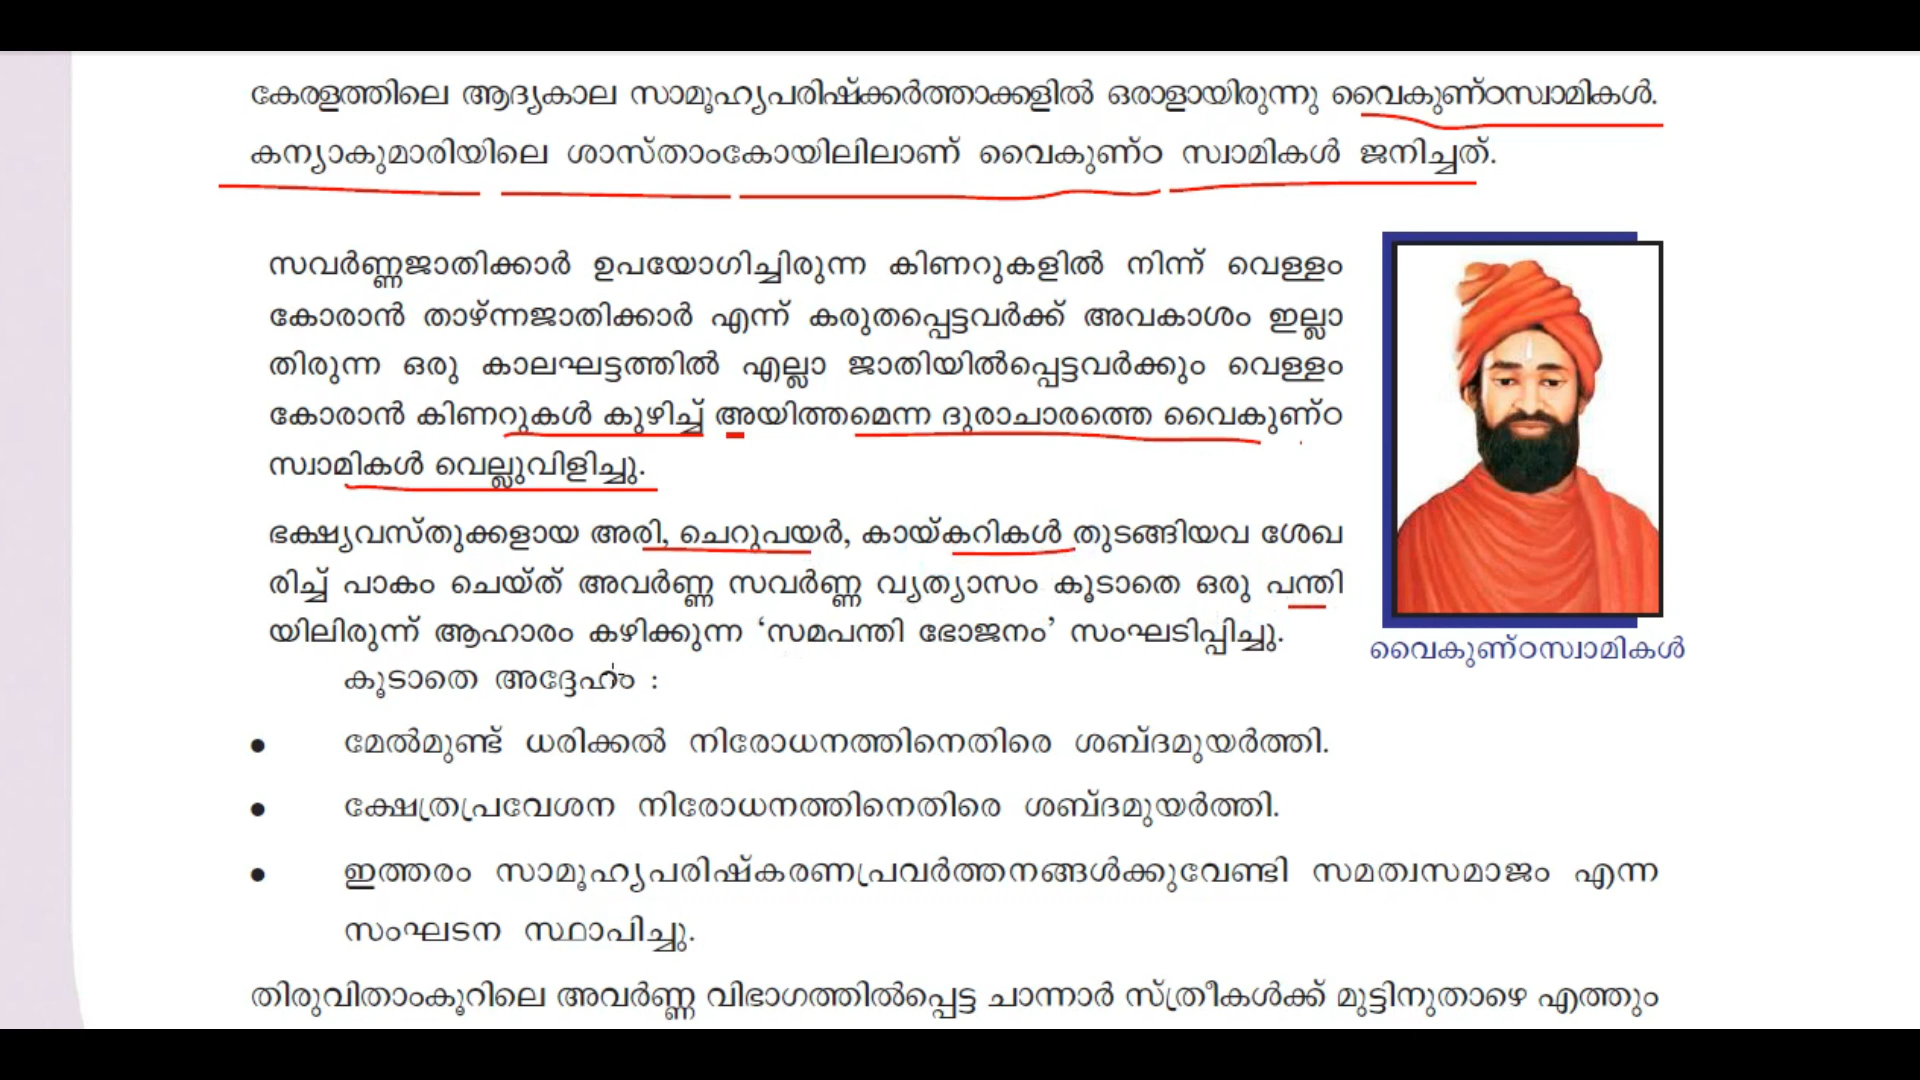 കേരളത്തിലെ ആദ്യകാല സാമൂഹ്യപരിഷ്ക്കർത്താക്കളിൽ ഒരാളായിരുന്നു വൈകുണ്ഠസ്വാമികൾ.
കന്യാകുമാരിയിലെ ശാസ്താംകോയിലിലാണ് വൈകുണ്ഠ സ്വാമികൾ ജനിച്ചത്.
സവർണ്ണജാതിക്കാർ ഉപയോഗിച്ചിരുന്ന കിണറുകളിൽ നിന്ന് വെള്ളം
കോരാൻ താഴ്ന്നജാതിക്കാർ എന്ന് കരുതപ്പെട്ടവർക്ക് അവകാശം ഇല്ലാ
തിരുന്ന ഒരു കാലഘട്ടത്തിൽ എല്ലാ ജാതിയിൽപ്പെട്ടവർക്കും വെള്ളം
കോരാൻ കിണറുകൾ കുഴിച്ച് അയിത്തമെന്ന ദുരാചാരത്തെ വൈകുണ്ഠ
സ്വാമികൾ വെല്ലുവിളിച്ചു.
ഭക്ഷ്യവസ്തുക്കളായ അരി, ചെറുപയർ, കായ്കറികൾ തുടങ്ങിയവ ശേഖ
രിച്ച് പാകം ചെയ്ത് അവർണ്ണ സവർണ്ണ വ്യത്യാസം കൂടാതെ ഒരു പന്തി
യിലിരുന്ന് ആഹാരം കഴിക്കുന്ന ‘സമപന്തി ഭോജനം’ സംഘടിപ്പിച്ചു.
വൈകുണ്ഠസ്വാമികൾ
കൂടാതെ അദ്ദേഹം :
• മേൽമുണ്ട് ധരിക്കൽ നിരോധനത്തിനെതിരെ ശബ്ദമുയർത്തി.
• ക്ഷേത്രപ്രവേശന നിരോധനത്തിനെതിരെ ശബ്ദമുയർത്തി.
• ഇത്തരം സാമൂഹ്യപരിഷ്കരണപ്രവർത്തനങ്ങൾക്കുവേണ്ടി സമത്വസമാജം എന്ന
സംഘടന സ്ഥാപിച്ചു.
തിരുവിതാംകൂറിലെ അവർണ്ണ വിഭാഗത്തിൽപ്പെട്ട ചാന്നാർ സ്ത്രീകൾക്ക് മുട്ടിനുതാഴെ എത്തും